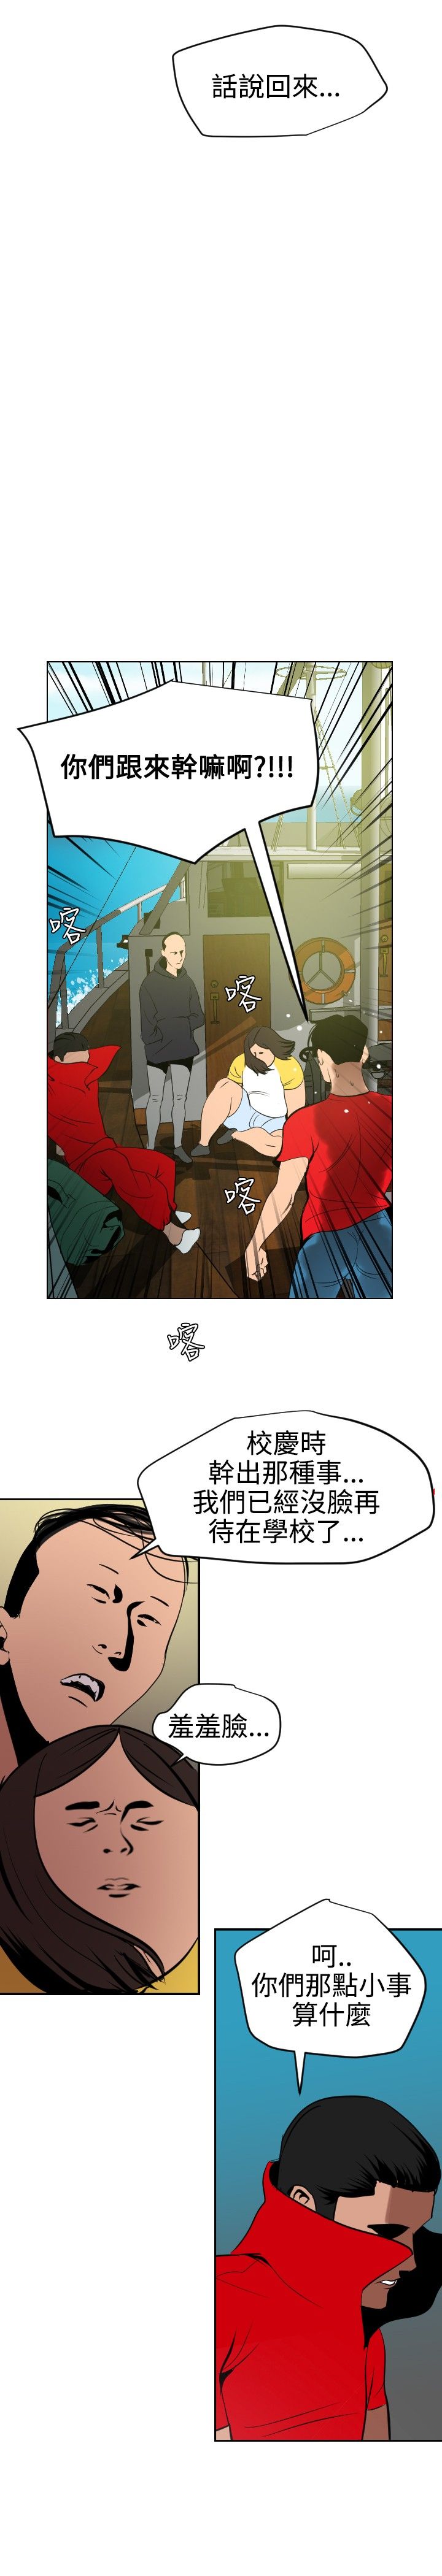 話說回來...
你們跟來幹嘛啊?!!!
喀
喀
喀
喀
校慶時
幹出那種事...
我們已經沒臉再
待在學校了...
羞羞臉...
呵..
你們那點小事
算什麼